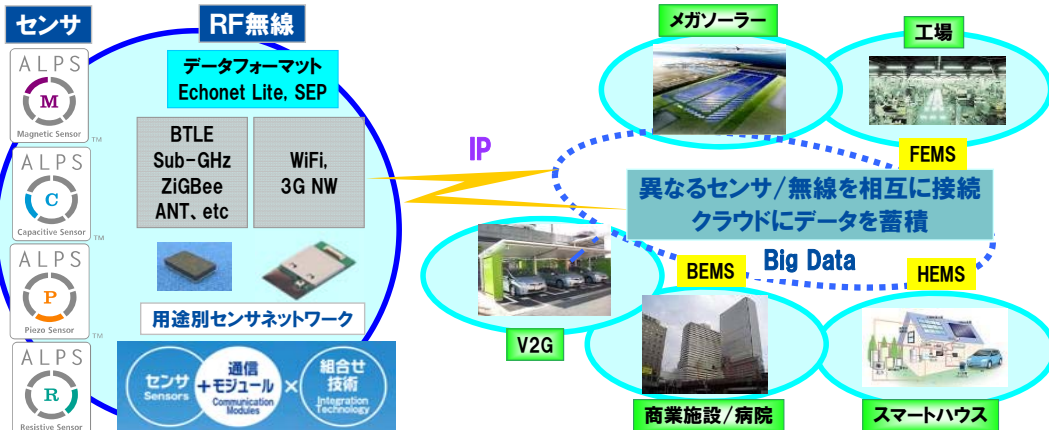 センサ
RF無線
ALPS
M
Magnetic Sensor
TM
ALPS
C
Capacitive Sensor
TM
ALPS
P
Piezo Sensor
TM
ALPS
R
Resistive Sensor
データフォーマット
Echonet Lite, SEP
BTLE
Sub-GHz
ZiGBee
ANT、etc
WiFi,
3G NW
用途別センサネットワーク
センサ
Sensors
+
通信
モジュール
Communication
Modules
×
組合せ
技術
Integration
Technology
IP
メガソーラー
工場
FEMS
異なるセンサ/無線を相互に接続
クラウドにデータを蓄積
Big Data
BEMS
HEMS
V2G
商業施設/病院
スマートハウス